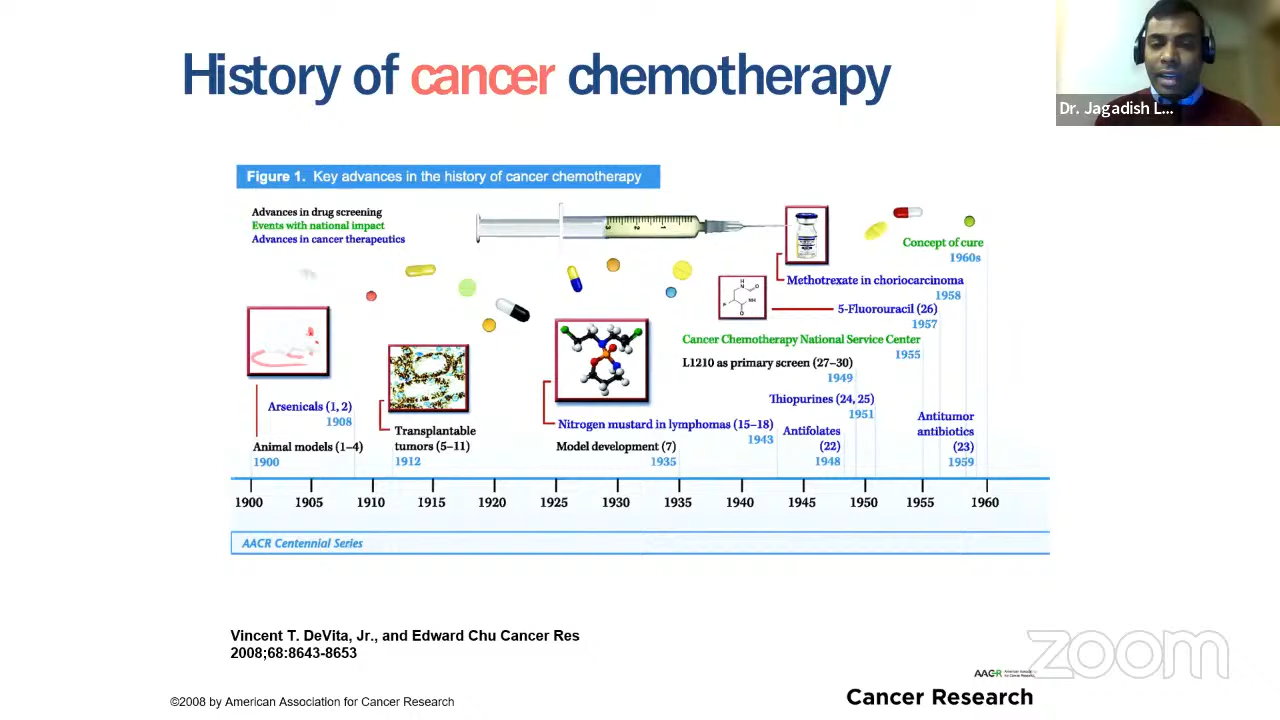 History of cancer chemotherapy
Dr. Jagadish L...
Figure 1. Key advances in the history of cancer chemotherapy
Advances in drug screening
Events with national impact
Advances in cancer therapeutics
Concept of cure
1960s
Methotrexate in choriocarcinoma
1958
5-Fluorouracil (26)
1957
Cancer Chemotherapy National Service Center
1955
L1210 as primary screen (27–30)
1949
Thiopurines (24, 25)
1951
Arsenicals (1, 2)
1908
Animal models (1–4)
1900
Transplantable
tumors (5–11)
1912
Nitrogen mustard in lymphomas (15–18)
1943
Model development (7)
1935
Antifolates
(22)
1948
Antitumor
antibiotics
(23)
1959
1900 1905 1910 1915 1920 1925 1930 1935 1940 1945 1950 1955 1960
AACR Centennial Series
Vincent T. DeVita, Jr., and Edward Chu Cancer Res
2008;68:8643-8653
zoom
AACR American Association
for Cancer Research
©2008 by American Association for Cancer Research
Cancer Research